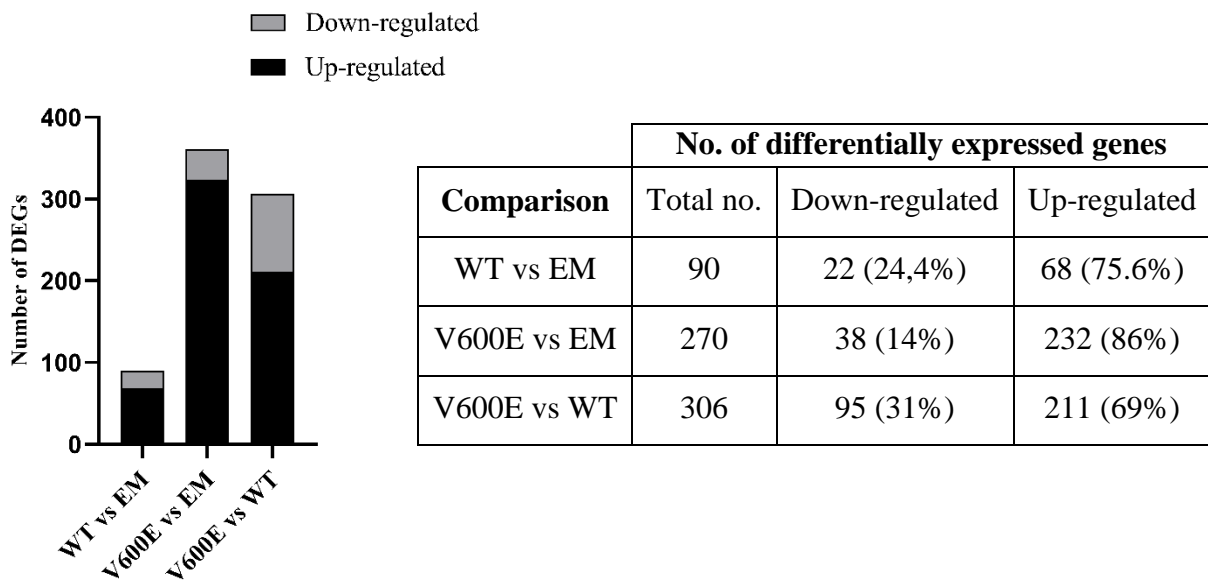 Down-regulated
Up-regulated
400
300
200
100
0
Number of DEGs
WT vs EM
V600E vs EM
V600E vs WT
No. of differentially expressed genes
Comparison Total no. Down-regulated Up-regulated
WT vs EM 90 22 (24,4%) 68 (75.6%)
V600E vs EM 270 38 (14%) 232 (86%)
V600E vs WT 306 95 (31%) 211 (69%)